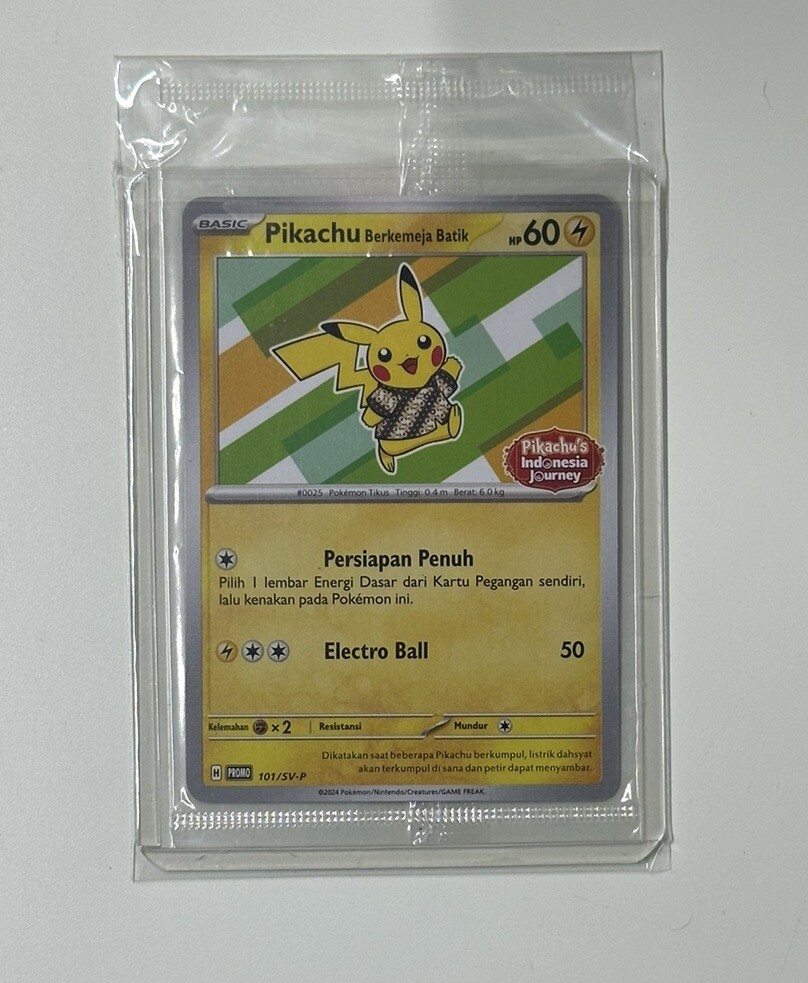 BASIC
Pikachu Berkemeja Batik
HP 60
Pikachu's
Indonesia
Journey
#0025 Pokémon Tikus Tinggi: 0.4 m Berat: 6.0 kg
Persiapan Penuh
Pilih 1 lembar Energi Dasar dari Kartu Pegangan sendiri,
lalu kenakan pada Pokémon ini.
Electro Ball 50
Kelemahan ×2 Resistansi Mundur
Dikatakan saat beberapa Pikachu berkumpul, listrik dahsyat
akan terkumpul di sana dan petir dapat menyambar.
H PROMO 101/SV-P
©2024 Pokémon/Nintendo/Creatures/GAME FREAK.